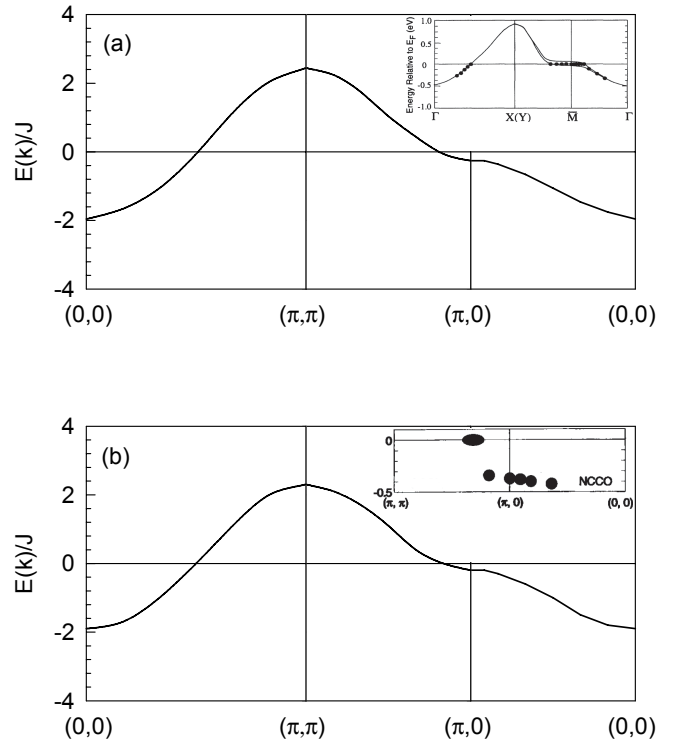 (a)
4
2
0
-2
-4
E(k)/J
(0,0)
(π,π)
(π,0)
(0,0)
Energy Relative to E_F (eV)
1.0
0.5
0
-0.5
-1.0
Γ
X(Y)
M̄
Γ
(b)
4
2
0
-2
-4
E(k)/J
(0,0)
(π,π)
(π,0)
(0,0)
0
-0.5
NCCO
(π, π)
(π, 0)
(0, 0)